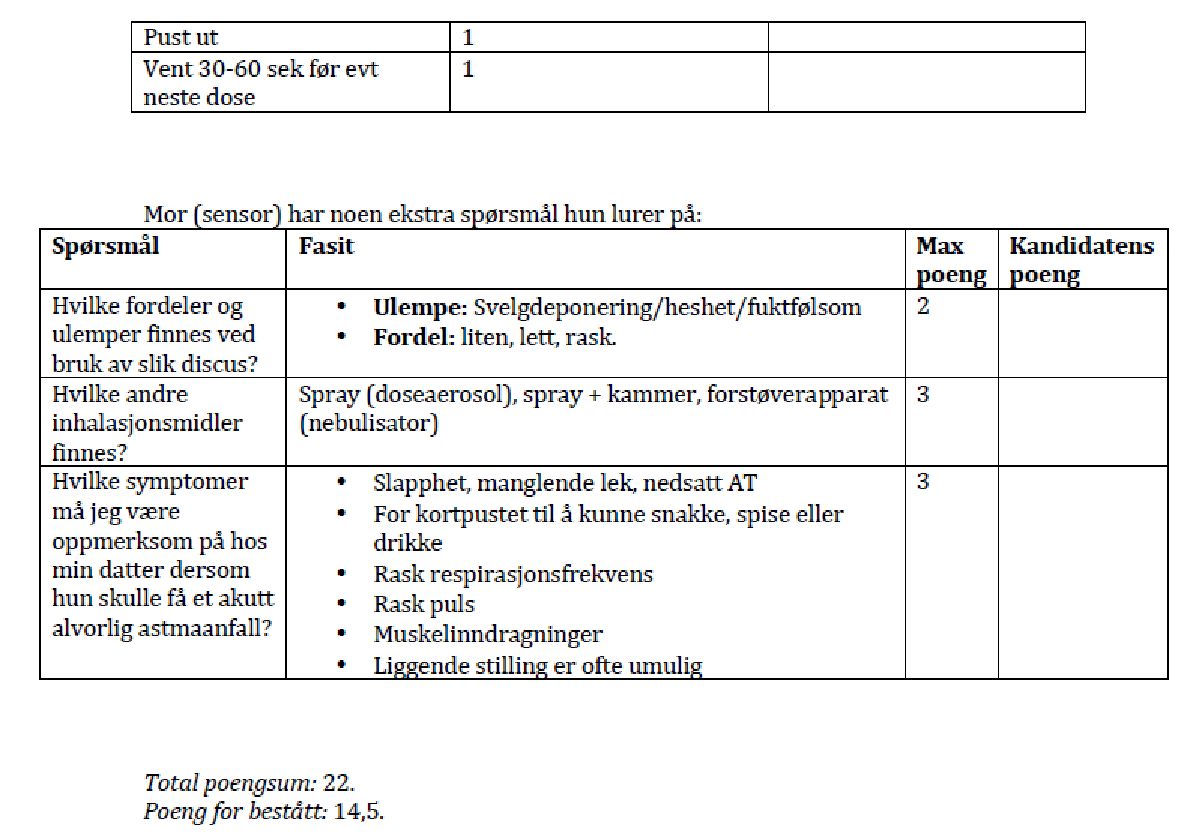 Pust ut 1
Vent 30-60 sek før evt 1
neste dose
Mor (sensor) har noen ekstra spørsmål hun lurer på:
Spørsmål Fasit Max Kandidatens
poeng poeng
Hvilke fordeler og • Ulempe: Svelgdeponering/heshet/fuktfølsom 2
ulemper finnes ved • Fordel: liten, lett, rask.
bruk av slik discus?
Hvilke andre Spray (doseaerosol), spray + kammer, forstøverapparat 3
inhalasjonsmidler (nebulisator)
finnes?
Hvilke symptomer • Slapphet, manglende lek, nedsatt AT 3
må jeg være • For kortpustet til å kunne snakke, spise eller
oppmerksom på hos drikke
min datter dersom • Rask respirasjonsfrekvens
hun skulle få et akutt • Rask puls
alvorlig astmaanfall? • Muskelinndragninger
• Liggende stilling er ofte umulig
Total poengsum: 22.
Poeng for bestått: 14,5.